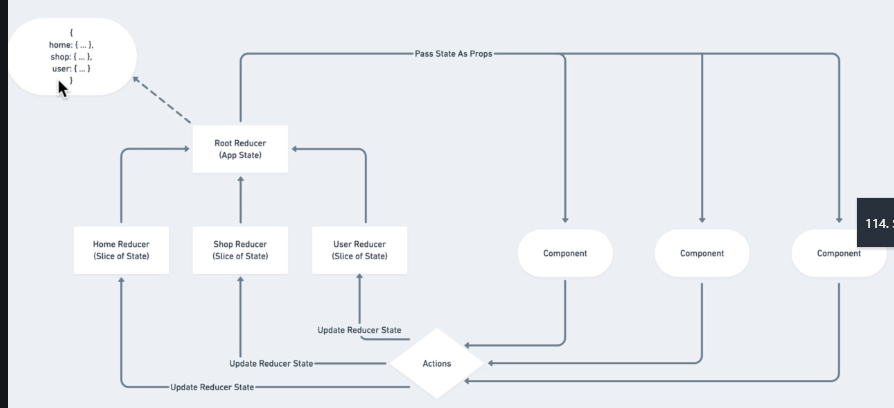 {
home: { ... },
shop: { ... },
user: { ... }
}
Pass State As Props
Root Reducer
(App State)
Home Reducer
(Slice of State)
Shop Reducer
(Slice of State)
User Reducer
(Slice of State)
Component
Component
Component
114. S
Update Reducer State
Update Reducer State
Actions
Update Reducer State